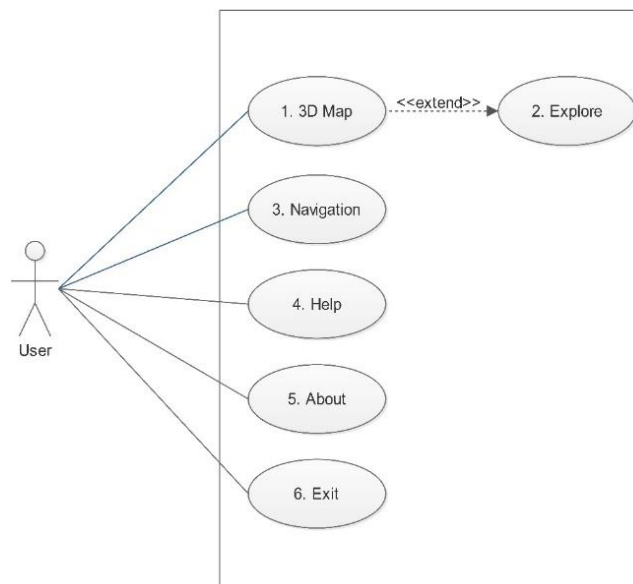 1. 3D Map
<<extend>>
2. Explore
3. Navigation
4. Help
User
5. About
6. Exit